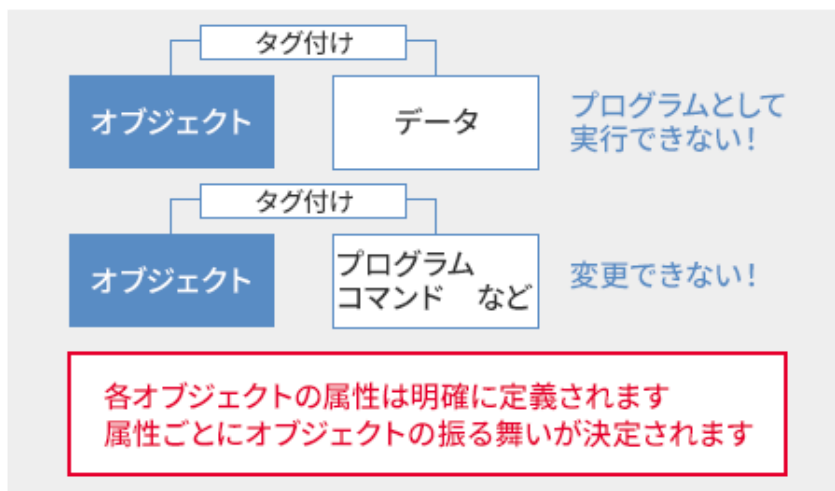 タグ付け
オブジェクト
データ
プログラムとして
実行できない!
タグ付け
オブジェクト
プログラム
コマンド など
変更できない!
各オブジェクトの属性は明確に定義されます
属性ごとにオブジェクトの振る舞いが決定されます